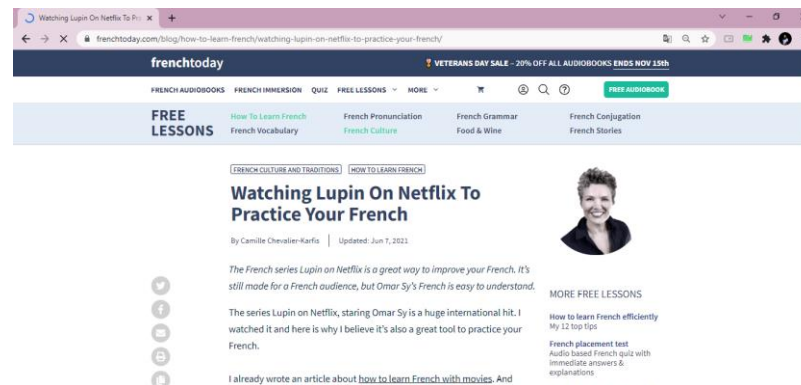 Watching Lupin On Netflix To Pr
frenchtoday.com/blog/how-to-learn-french/watching-lupin-on-netflix-to-practice-your-french/
frenchtoday
VETERANS DAY SALE – 20% OFF ALL AUDIOBOOKS ENDS NOV 15th
FRENCH AUDIOBOOKS FRENCH IMMERSION QUIZ FREE LESSONS MORE
FREE AUDIOBOOK
FREE LESSONS
How To Learn French French Pronunciation French Grammar French Conjugation
French Vocabulary French Culture Food & Wine French Stories
FRENCH CULTURE AND TRADITIONS HOW TO LEARN FRENCH
Watching Lupin On Netflix To
Practice Your French
By Camille Chevalier-Karfis | Updated: Jun 7, 2021
The French series Lupin on Netflix is a great way to improve your French. It's
still made for a French audience, but Omar Sy's French is easy to understand.
The series Lupin on Netflix, staring Omar Sy is a huge international hit. I
watched it and here is why I believe it's also a great tool to practice your
French.
I already wrote an article about how to learn French with movies. And
MORE FREE LESSONS
How to learn French efficiently
My 12 top tips
French placement test
Audio based French quiz with
immediate answers &
explanations